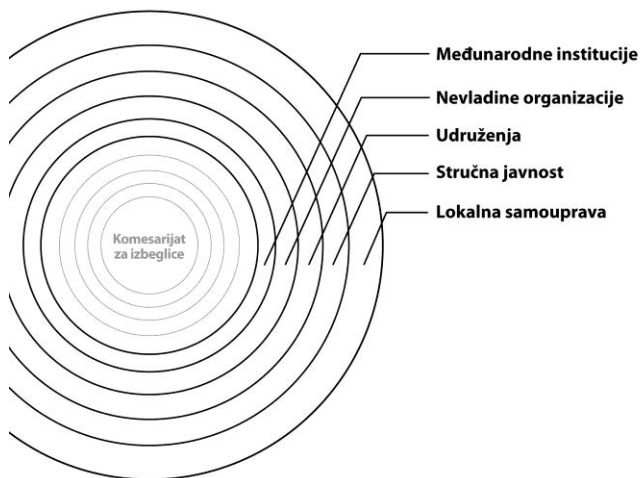 Međunarodne institucije
Nevladine organizacije
Udruženja
Stručna javnost
Lokalna samouprava
Komesarijat
za izbeglice